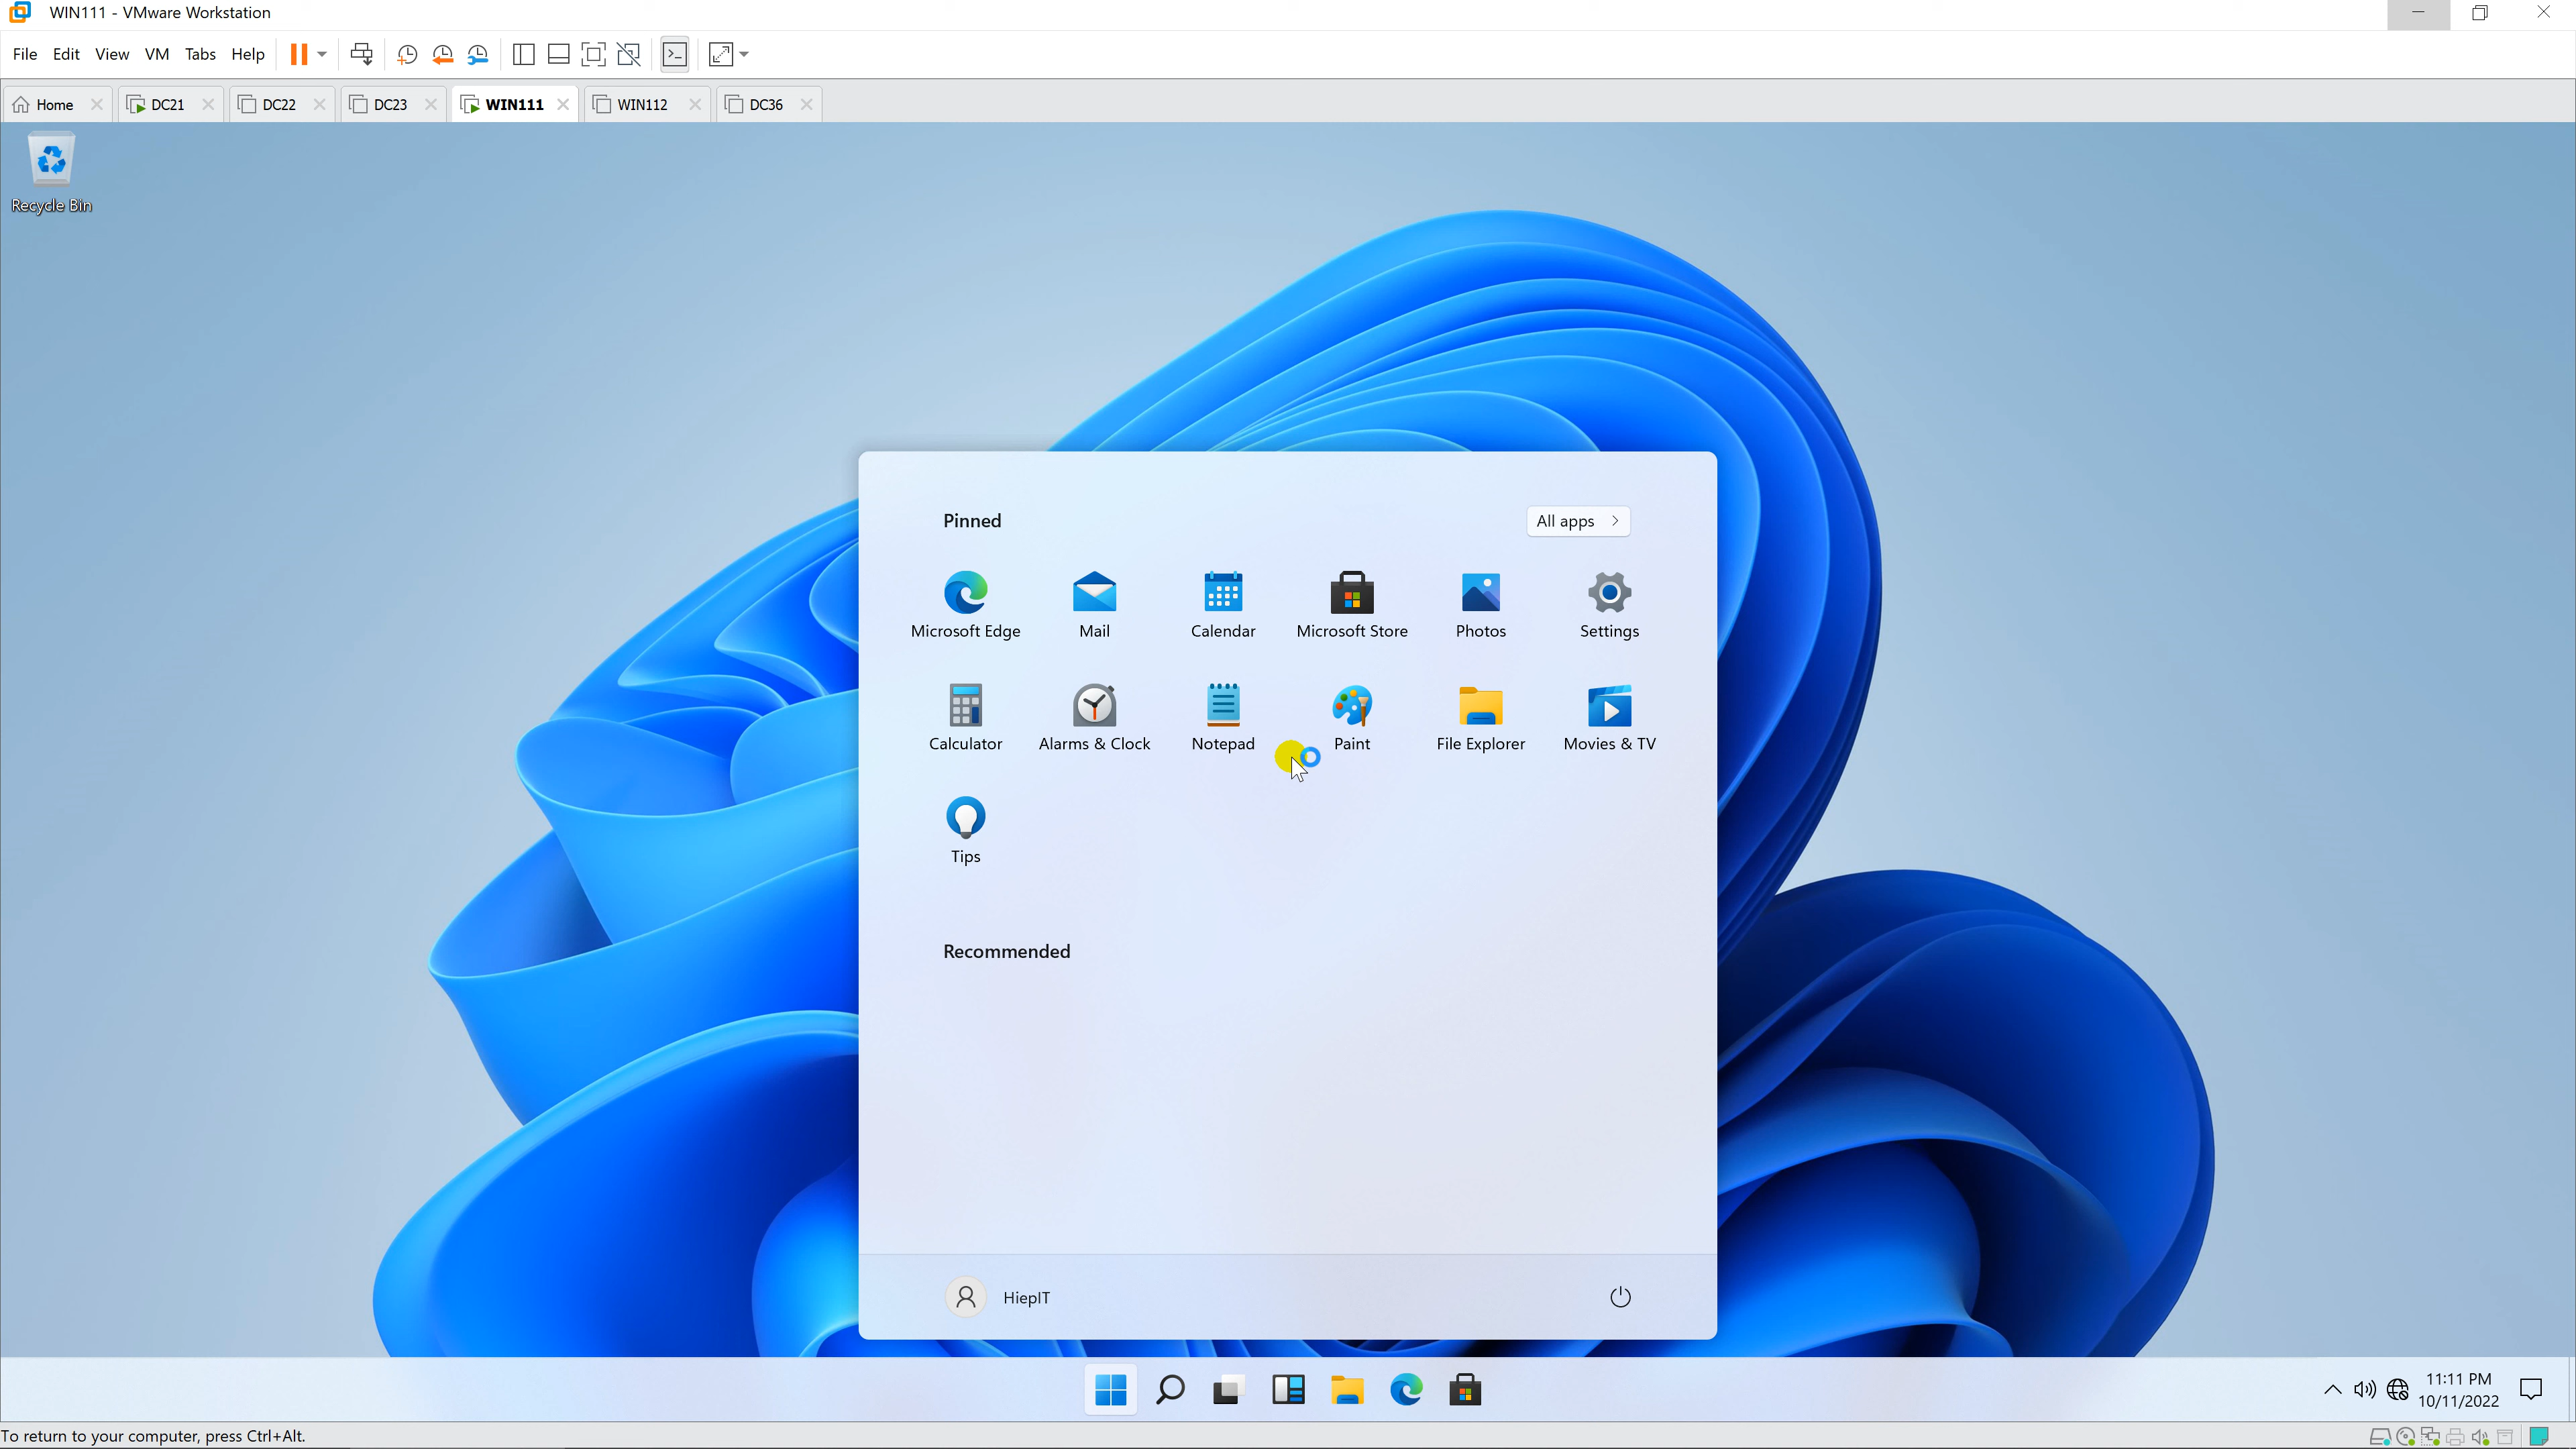 WIN111 - VMware Workstation
File Edit View VM Tabs Help
Home DC21 DC22 DC23 WIN111 WIN112 DC36
Recycle Bin
Pinned All apps
Microsoft Edge Mail Calendar Microsoft Store Photos Settings
Calculator Alarms & Clock Notepad Paint File Explorer Movies & TV
Tips
Recommended
HiepIT
11:11 PM
10/11/2022
To return to your computer, press Ctrl+Alt.